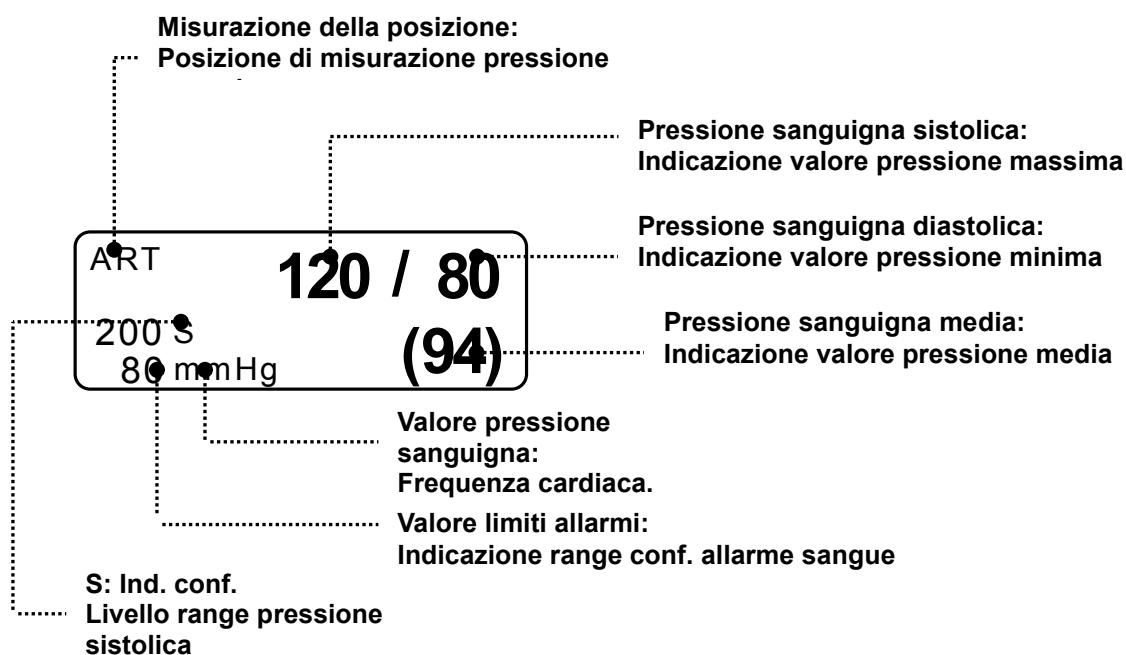 Misurazione della posizione:
Posizione di misurazione pressione
Pressione sanguigna sistolica:
Indicazione valore pressione massima
Pressione sanguigna diastolica:
Indicazione valore pressione minima
ART
120 / 80
200 S
(94)
80 mmHg
Pressione sanguigna media:
Indicazione valore pressione media
Valore pressione
sanguigna:
Frequenza cardiaca.
Valore limiti allarmi:
Indicazione range conf. allarme sangue
S: Ind. conf.
Livello range pressione
sistolica